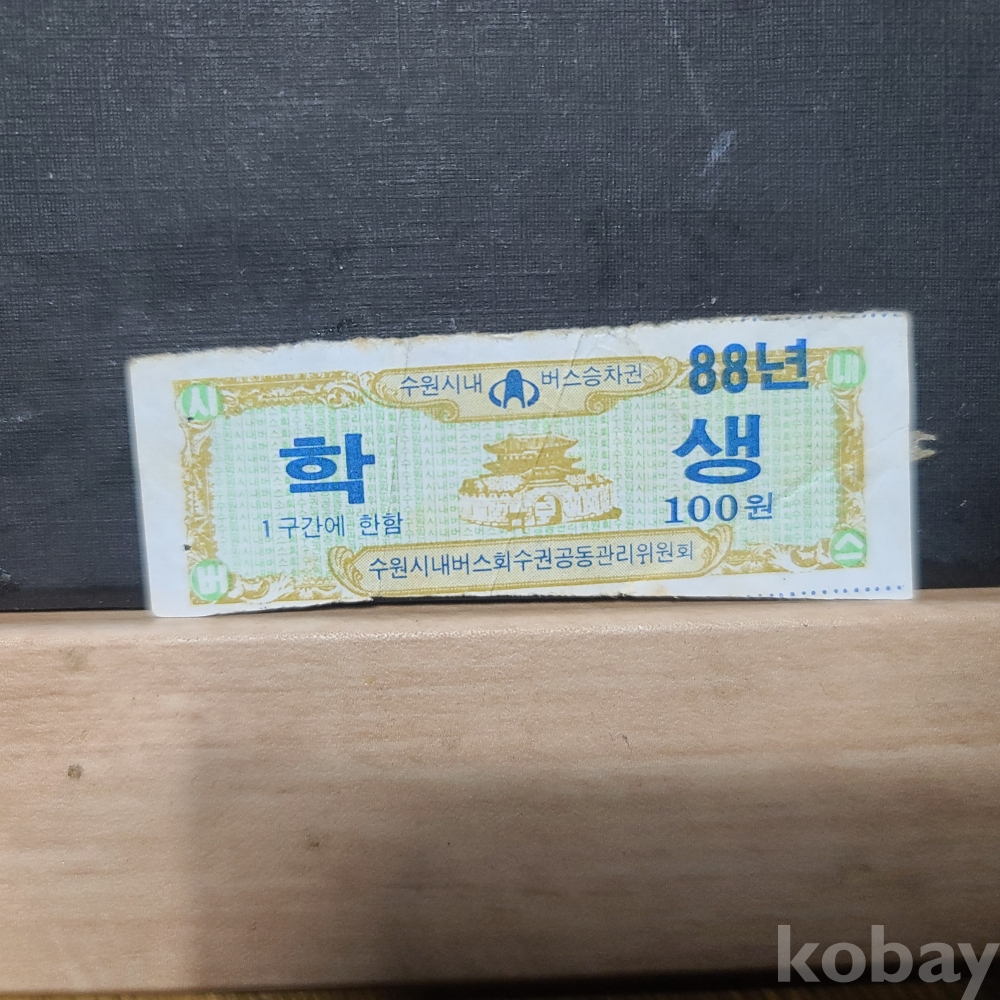 수원시내 버스승차권
88년
시 내
학 생
1구간에 한함
100원
버 스
수원시내버스회수권공동관리위원회
kobay